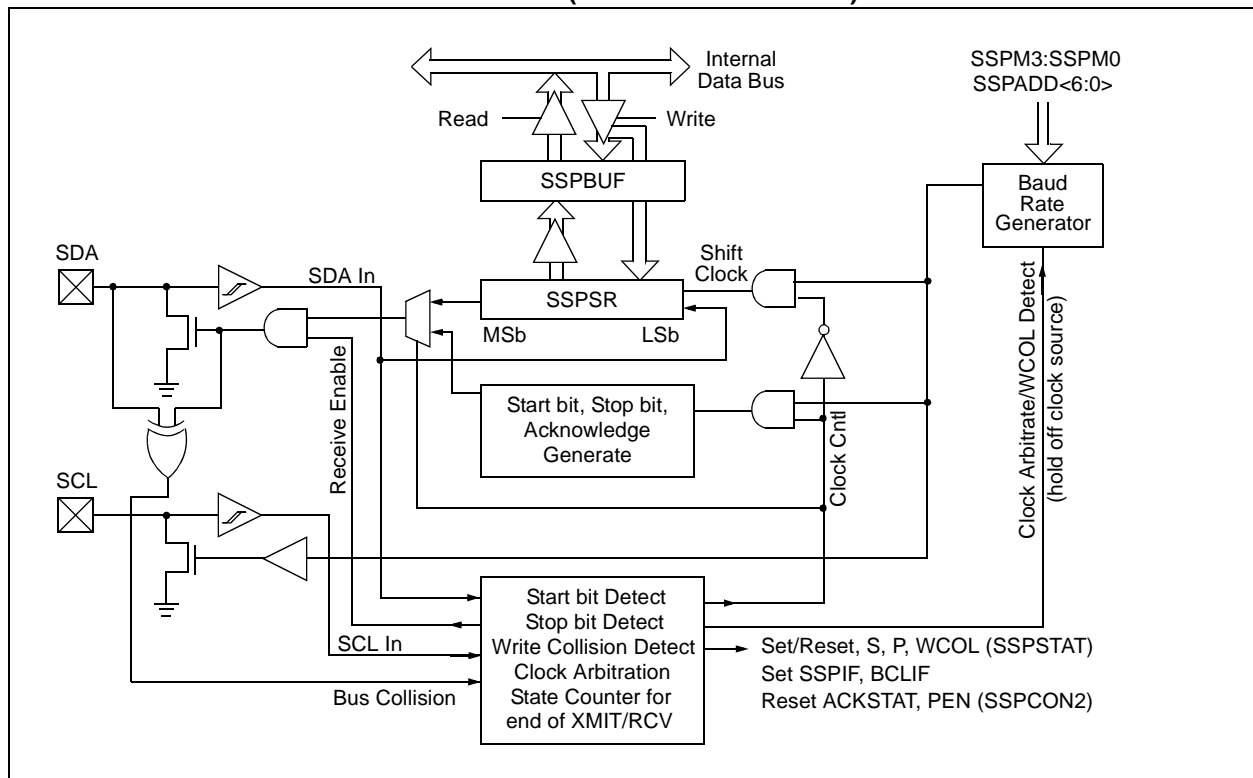 Internal
Data Bus
SSPM3:SSPM0
SSPADD<6:0>
Read
Write
SSPBUF
Baud
Rate
Generator
SDA
SDA In
Shift
Clock
SSPSR
MSb
LSb
Receive Enable
Start bit, Stop bit,
Acknowledge
Generate
Clock Cntl
Clock Arbitrate/WCOL Detect
(hold off clock source)
SCL
SCL In
Bus Collision
Start bit Detect
Stop bit Detect
Write Collision Detect
Clock Arbitration
State Counter for
end of XMIT/RCV
Set/Reset, S, P, WCOL (SSPSTAT)
Set SSPIF, BCLIF
Reset ACKSTAT, PEN (SSPCON2)